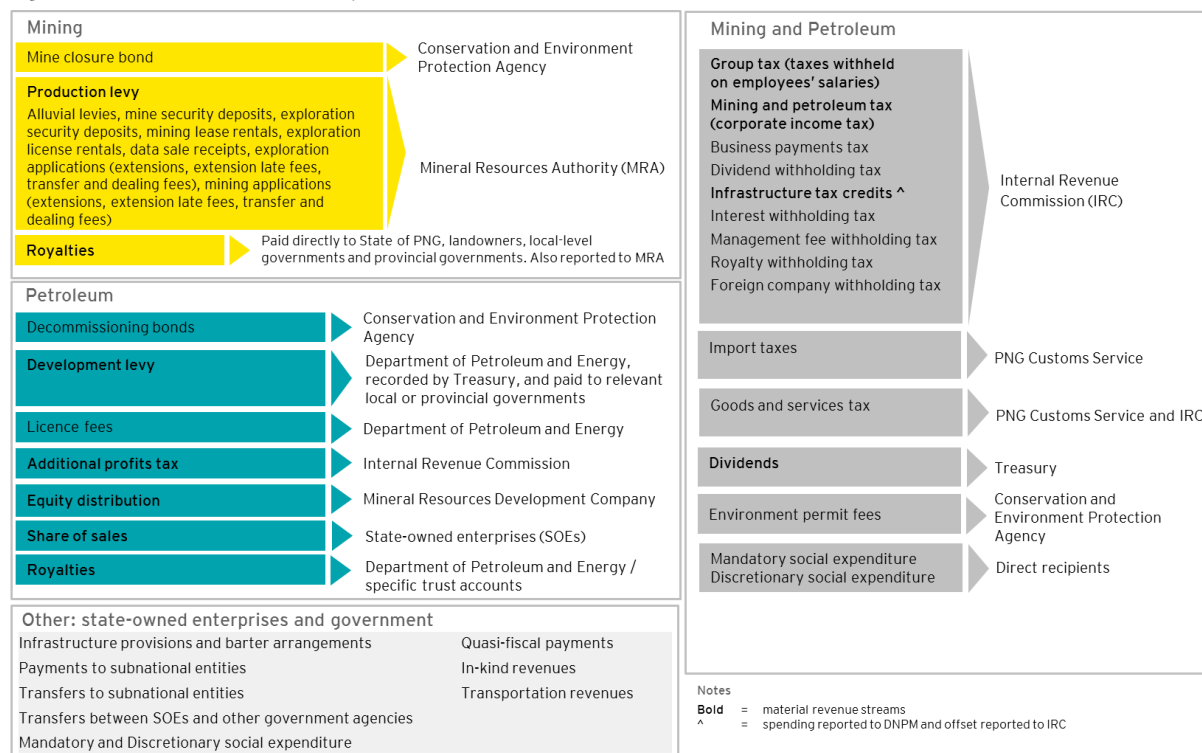 Mining
Mine closure bond
Conservation and Environment
Protection Agency
Production levy
Alluvial levies, mine security deposits, exploration
security deposits, mining lease rentals, exploration
license rentals, data sale receipts, exploration
applications (extensions, extension late fees,
transfer and dealing fees), mining applications
(extensions, extension late fees, transfer and
dealing fees)
Mineral Resources Authority (MRA)
Royalties
Paid directly to State of PNG, landowners, local-level
governments and provincial governments. Also reported to MRA
Petroleum
Decommissioning bonds
Conservation and Environment Protection
Agency
Development levy
Department of Petroleum and Energy,
recorded by Treasury, and paid to relevant
local or provincial governments
Licence fees
Department of Petroleum and Energy
Additional profits tax
Internal Revenue Commission
Equity distribution
Mineral Resources Development Company
Share of sales
State-owned enterprises (SOEs)
Royalties
Department of Petroleum and Energy /
specific trust accounts
Other: state-owned enterprises and government
Infrastructure provisions and barter arrangements
Payments to subnational entities
Transfers to subnational entities
Transfers between SOEs and other government agencies
Mandatory and Discretionary social expenditure
Quasi-fiscal payments
In-kind revenues
Transportation revenues
Mining and Petroleum
Group tax (taxes withheld
on employees' salaries)
Mining and petroleum tax
(corporate income tax)
Business payments tax
Dividend withholding tax
Infrastructure tax credits ^
Interest withholding tax
Management fee withholding tax
Royalty withholding tax
Foreign company withholding tax
Internal Revenue
Commission (IRC)
Import taxes
PNG Customs Service
Goods and services tax
PNG Customs Service and IRC
Dividends
Treasury
Environment permit fees
Conservation and
Environment Protection
Agency
Mandatory social expenditure
Discretionary social expenditure
Direct recipients
Notes
Bold = material revenue streams
^ = spending reported to DNPM and offset reported to IRC